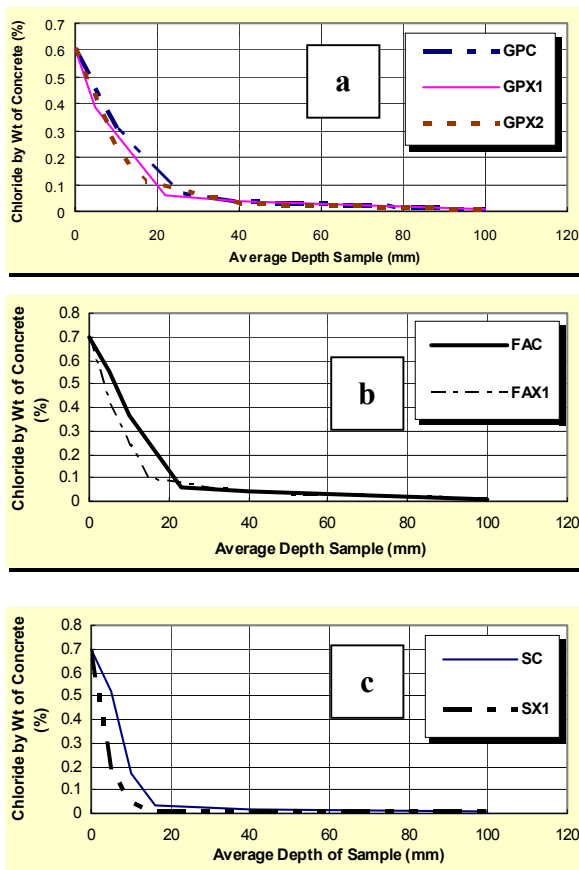 Chloride by Wt of Concrete (%)
0.7
0.6
0.5
0.4
0.3
0.2
0.1
0
a
GPC
GPX1
GPX2
0 20 40 60 80 100 120
Average Depth Sample (mm)
Chloride by Wt of Concrete
(%)
0.8
0.7
0.6
0.5
0.4
0.3
0.2
0.1
0
b
FAC
FAX1
0 20 40 60 80 100 120
Average Depth Sample (mm)
Chloride by Wt of Concrete
(%)
0.8
0.7
0.6
0.5
0.4
0.3
0.2
0.1
0
c
SC
SX1
0 20 40 60 80 100 120
Average Depth of Sample (mm)